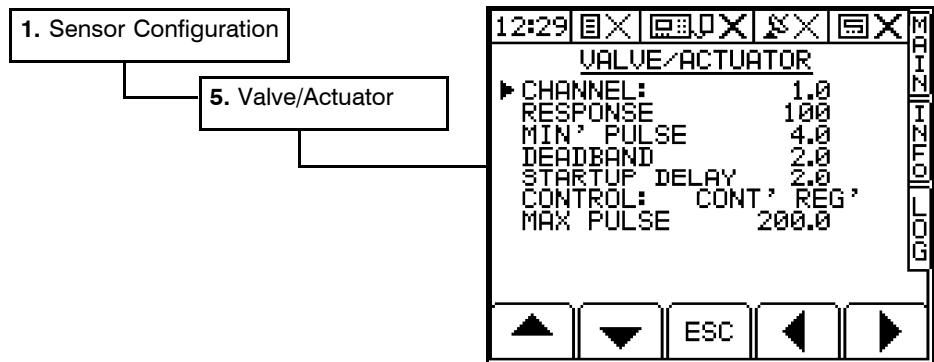 1. Sensor Configuration
5. Valve/Actuator
12:29
VALVE/ACTUATOR
CHANNEL: 1.0
RESPONSE 100
MIN' PULSE 4.0
DEADBAND 2.0
STARTUP DELAY 2.0
CONTROL: CONT' REG'
MAX PULSE 200.0
MAIN
INFO
LOG
ESC